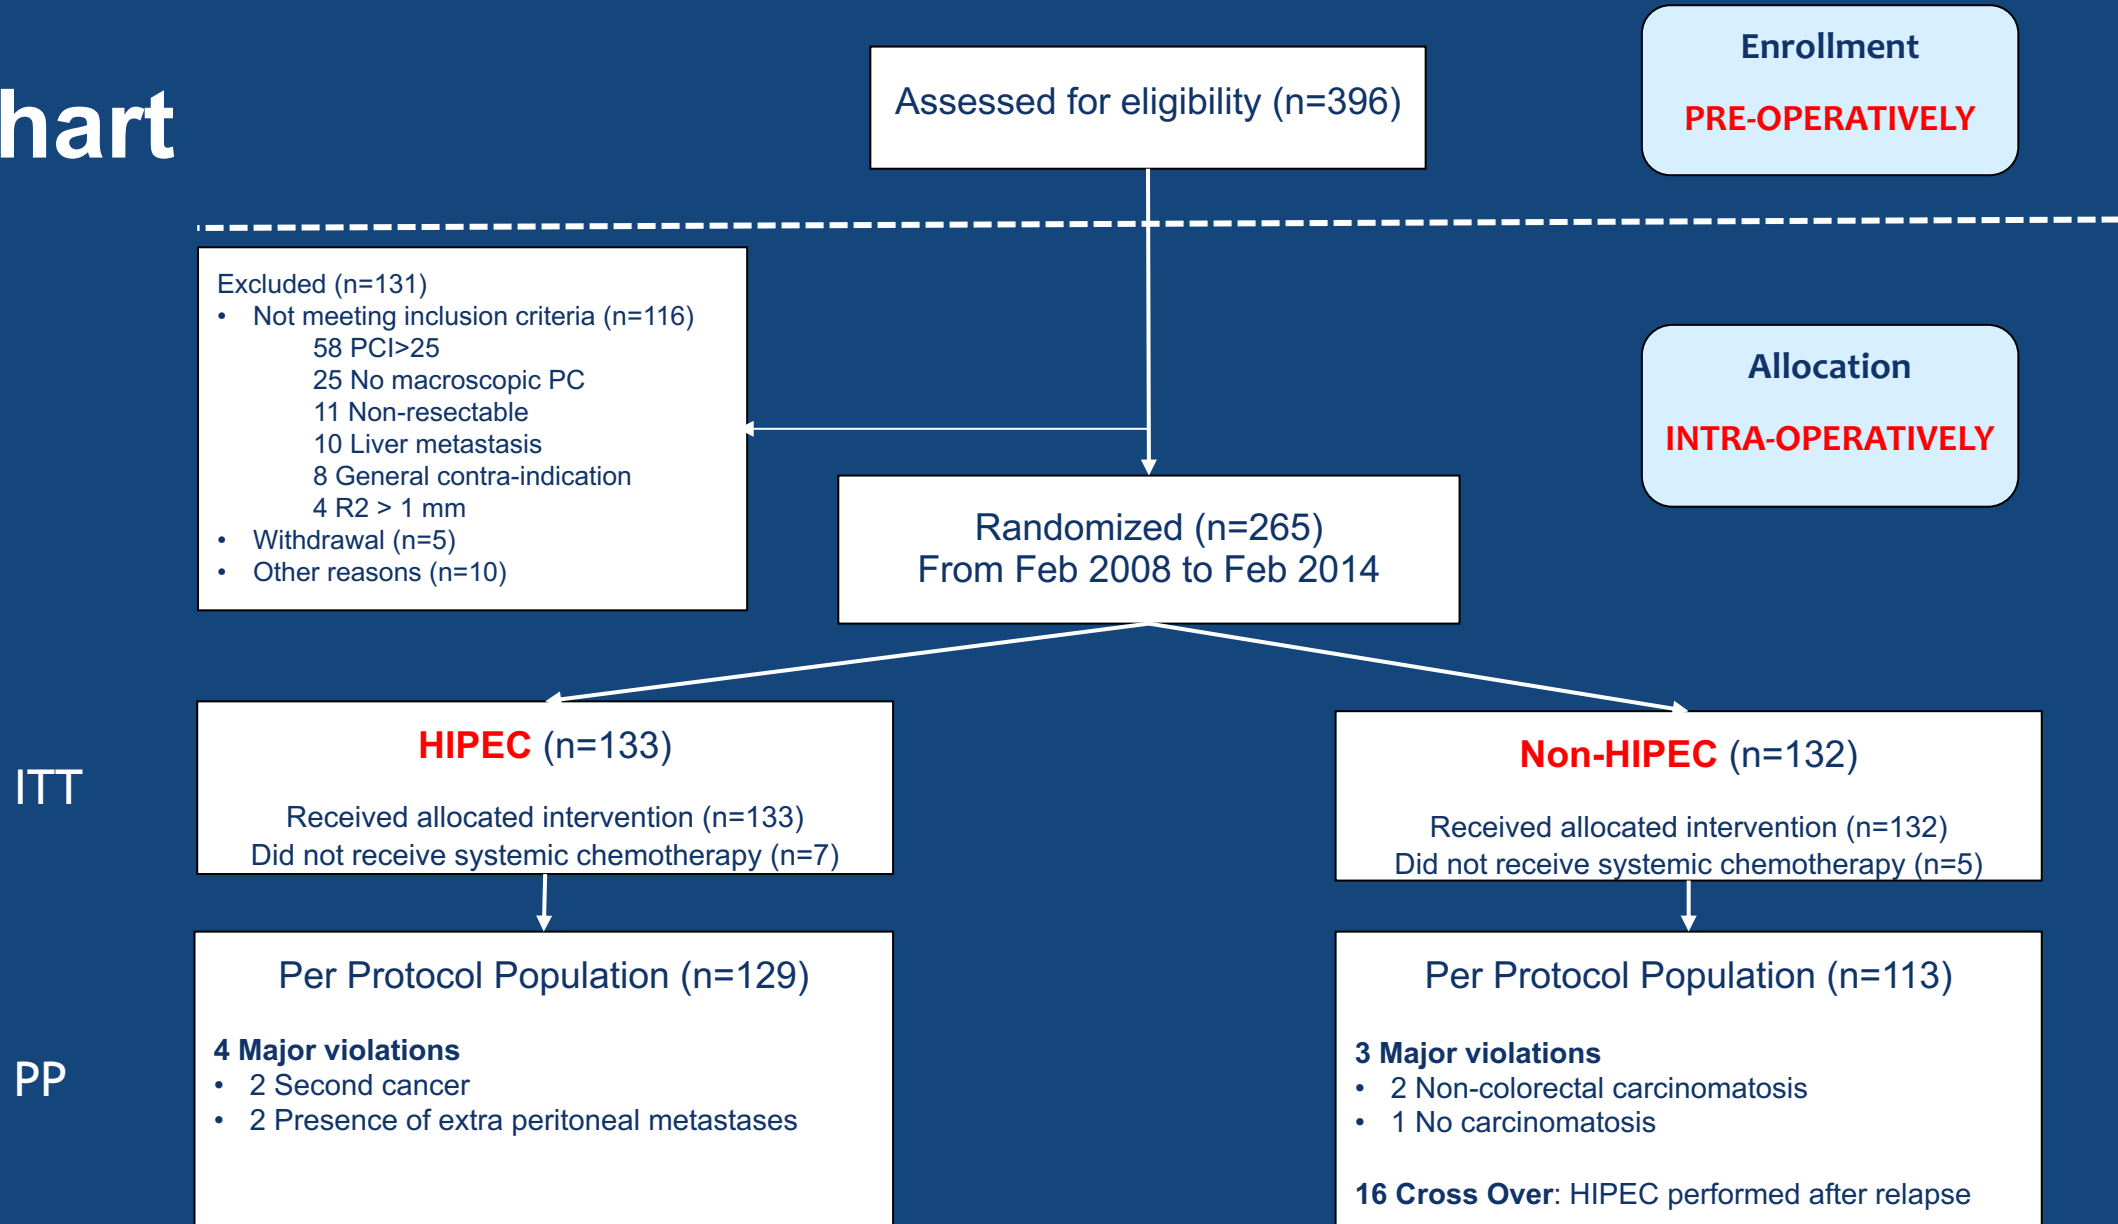 hart
Assessed for eligibility (n=396)
Enrollment
PRE-OPERATIVELY
Excluded (n=131)
• Not meeting inclusion criteria (n=116)
58 PCI>25
25 No macroscopic PC
11 Non-resectable
10 Liver metastasis
8 General contra-indication
4 R2 > 1 mm
• Withdrawal (n=5)
• Other reasons (n=10)
Allocation
INTRA-OPERATIVELY
Randomized (n=265)
From Feb 2008 to Feb 2014
ITT
HIPEC (n=133)
Received allocated intervention (n=133)
Did not receive systemic chemotherapy (n=7)
Non-HIPEC (n=132)
Received allocated intervention (n=132)
Did not receive systemic chemotherapy (n=5)
PP
Per Protocol Population (n=129)
4 Major violations
• 2 Second cancer
• 2 Presence of extra peritoneal metastases
Per Protocol Population (n=113)
3 Major violations
• 2 Non-colorectal carcinomatosis
• 1 No carcinomatosis
16 Cross Over: HIPEC performed after relapse